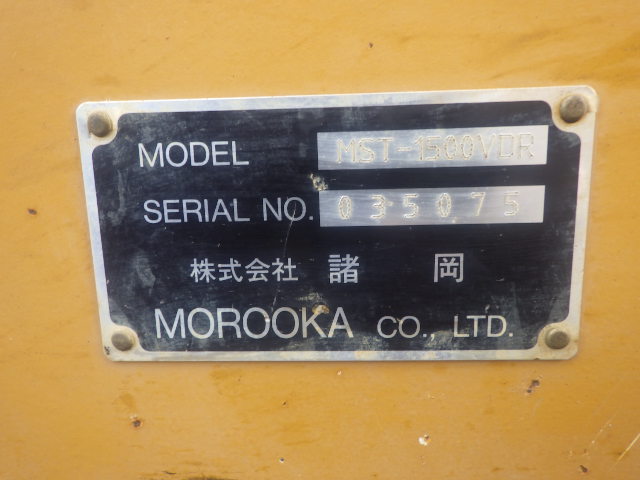 MODEL MST-1500VDR
SERIAL NO. 035075
株式会社 諸岡
MOROOKA CO., LTD.